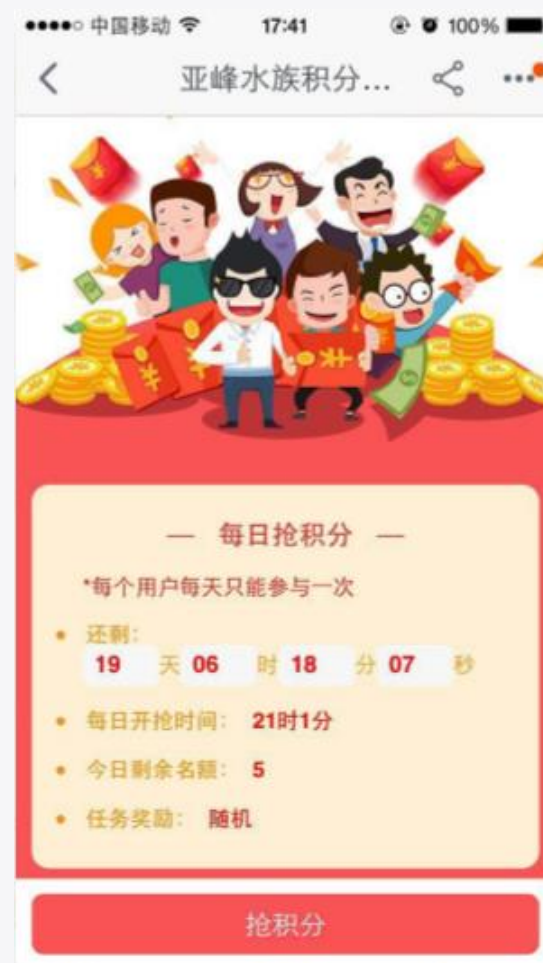 中国移动 17:41 100%
亚峰水族积分...
— 每日抢积分 —
*每个用户每天只能参与一次
还剩:
19 天 06 时 18 分 07 秒
每日开抢时间: 21时1分
今日剩余名额: 5
任务奖励: 随机
抢积分